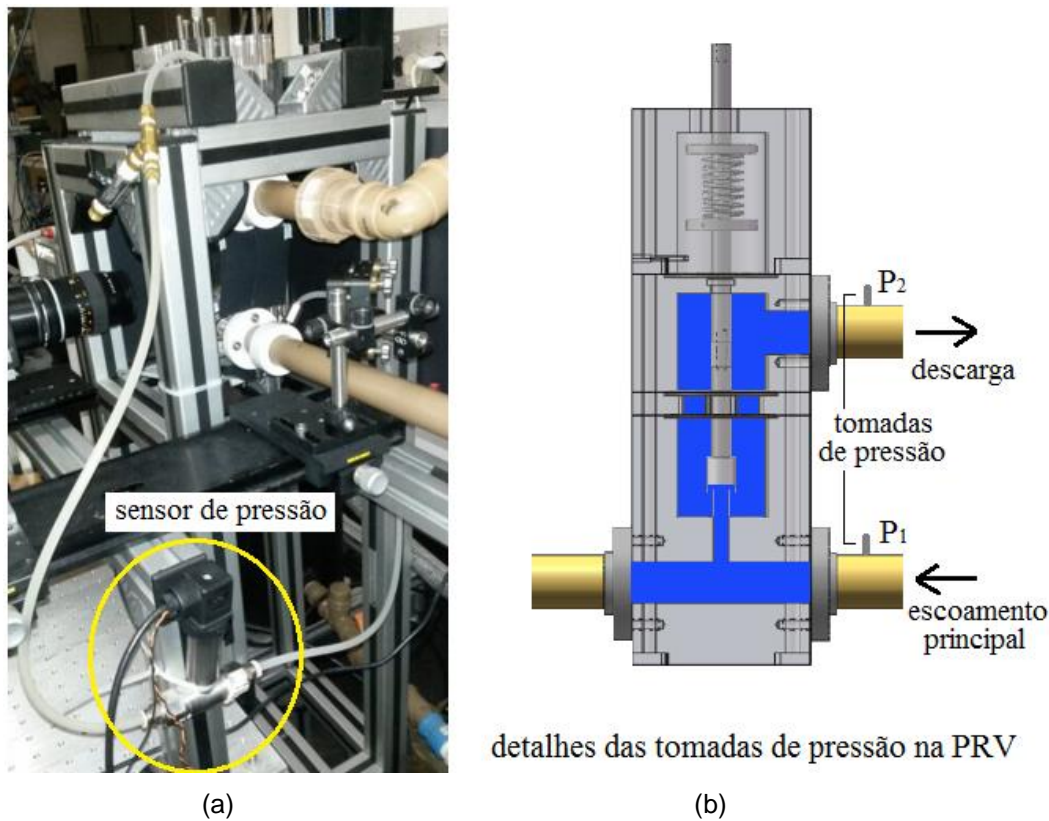 sensor de pressão
P2
descarga
tomadas
de pressão
P1
escoamento
principal
detalhes das tomadas de pressão na PRV
(a)
(b)